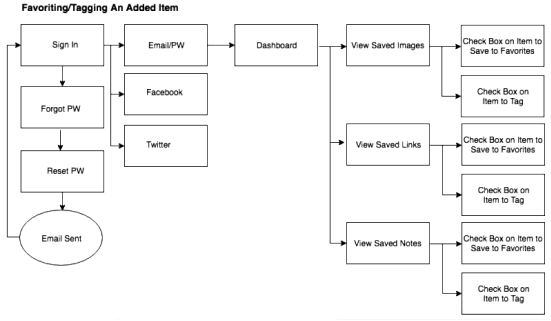 Favoriting/Tagging An Added Item
Sign In
Email/PW
Dashboard
View Saved Images
Check Box on Item to
Save to Favorites
Check Box on
Item to Tag
Facebook
Forgot PW
Twitter
View Saved Links
Check Box on Item to
Save to Favorites
Reset PW
Check Box on
Item to Tag
Email Sent
View Saved Notes
Check Box on Item to
Save to Favorites
Check Box on
Item to Tag